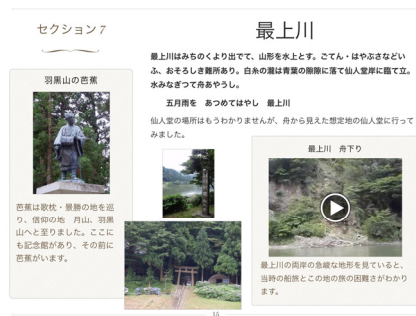 セクション 7
最上川
最上川はみちのくより出でて、山形を水上とす。ごてん・はやぶさなどい
ふ、おそろしき難所あり。白糸の瀧は青葉の隙隙に落て仙人堂岸に臨て立。
水みなぎつて舟あやうし。
五月雨を あつめてはやし 最上川
仙人堂の場所はもうわかりませんが、舟から見えた想定地の仙人堂に行って
みました。
羽黒山の芭蕉
芭蕉は歌枕・景勝の地を巡
り、信仰の地 月山、羽黒
山へと至りました。ここに
も記念館があり、その前に
芭蕉がいます。
最上川 舟下り
最上川の両岸の急峻な地形を見ていると、
当時の船旅とこの地の旅の困難さがわかり
ます。
15